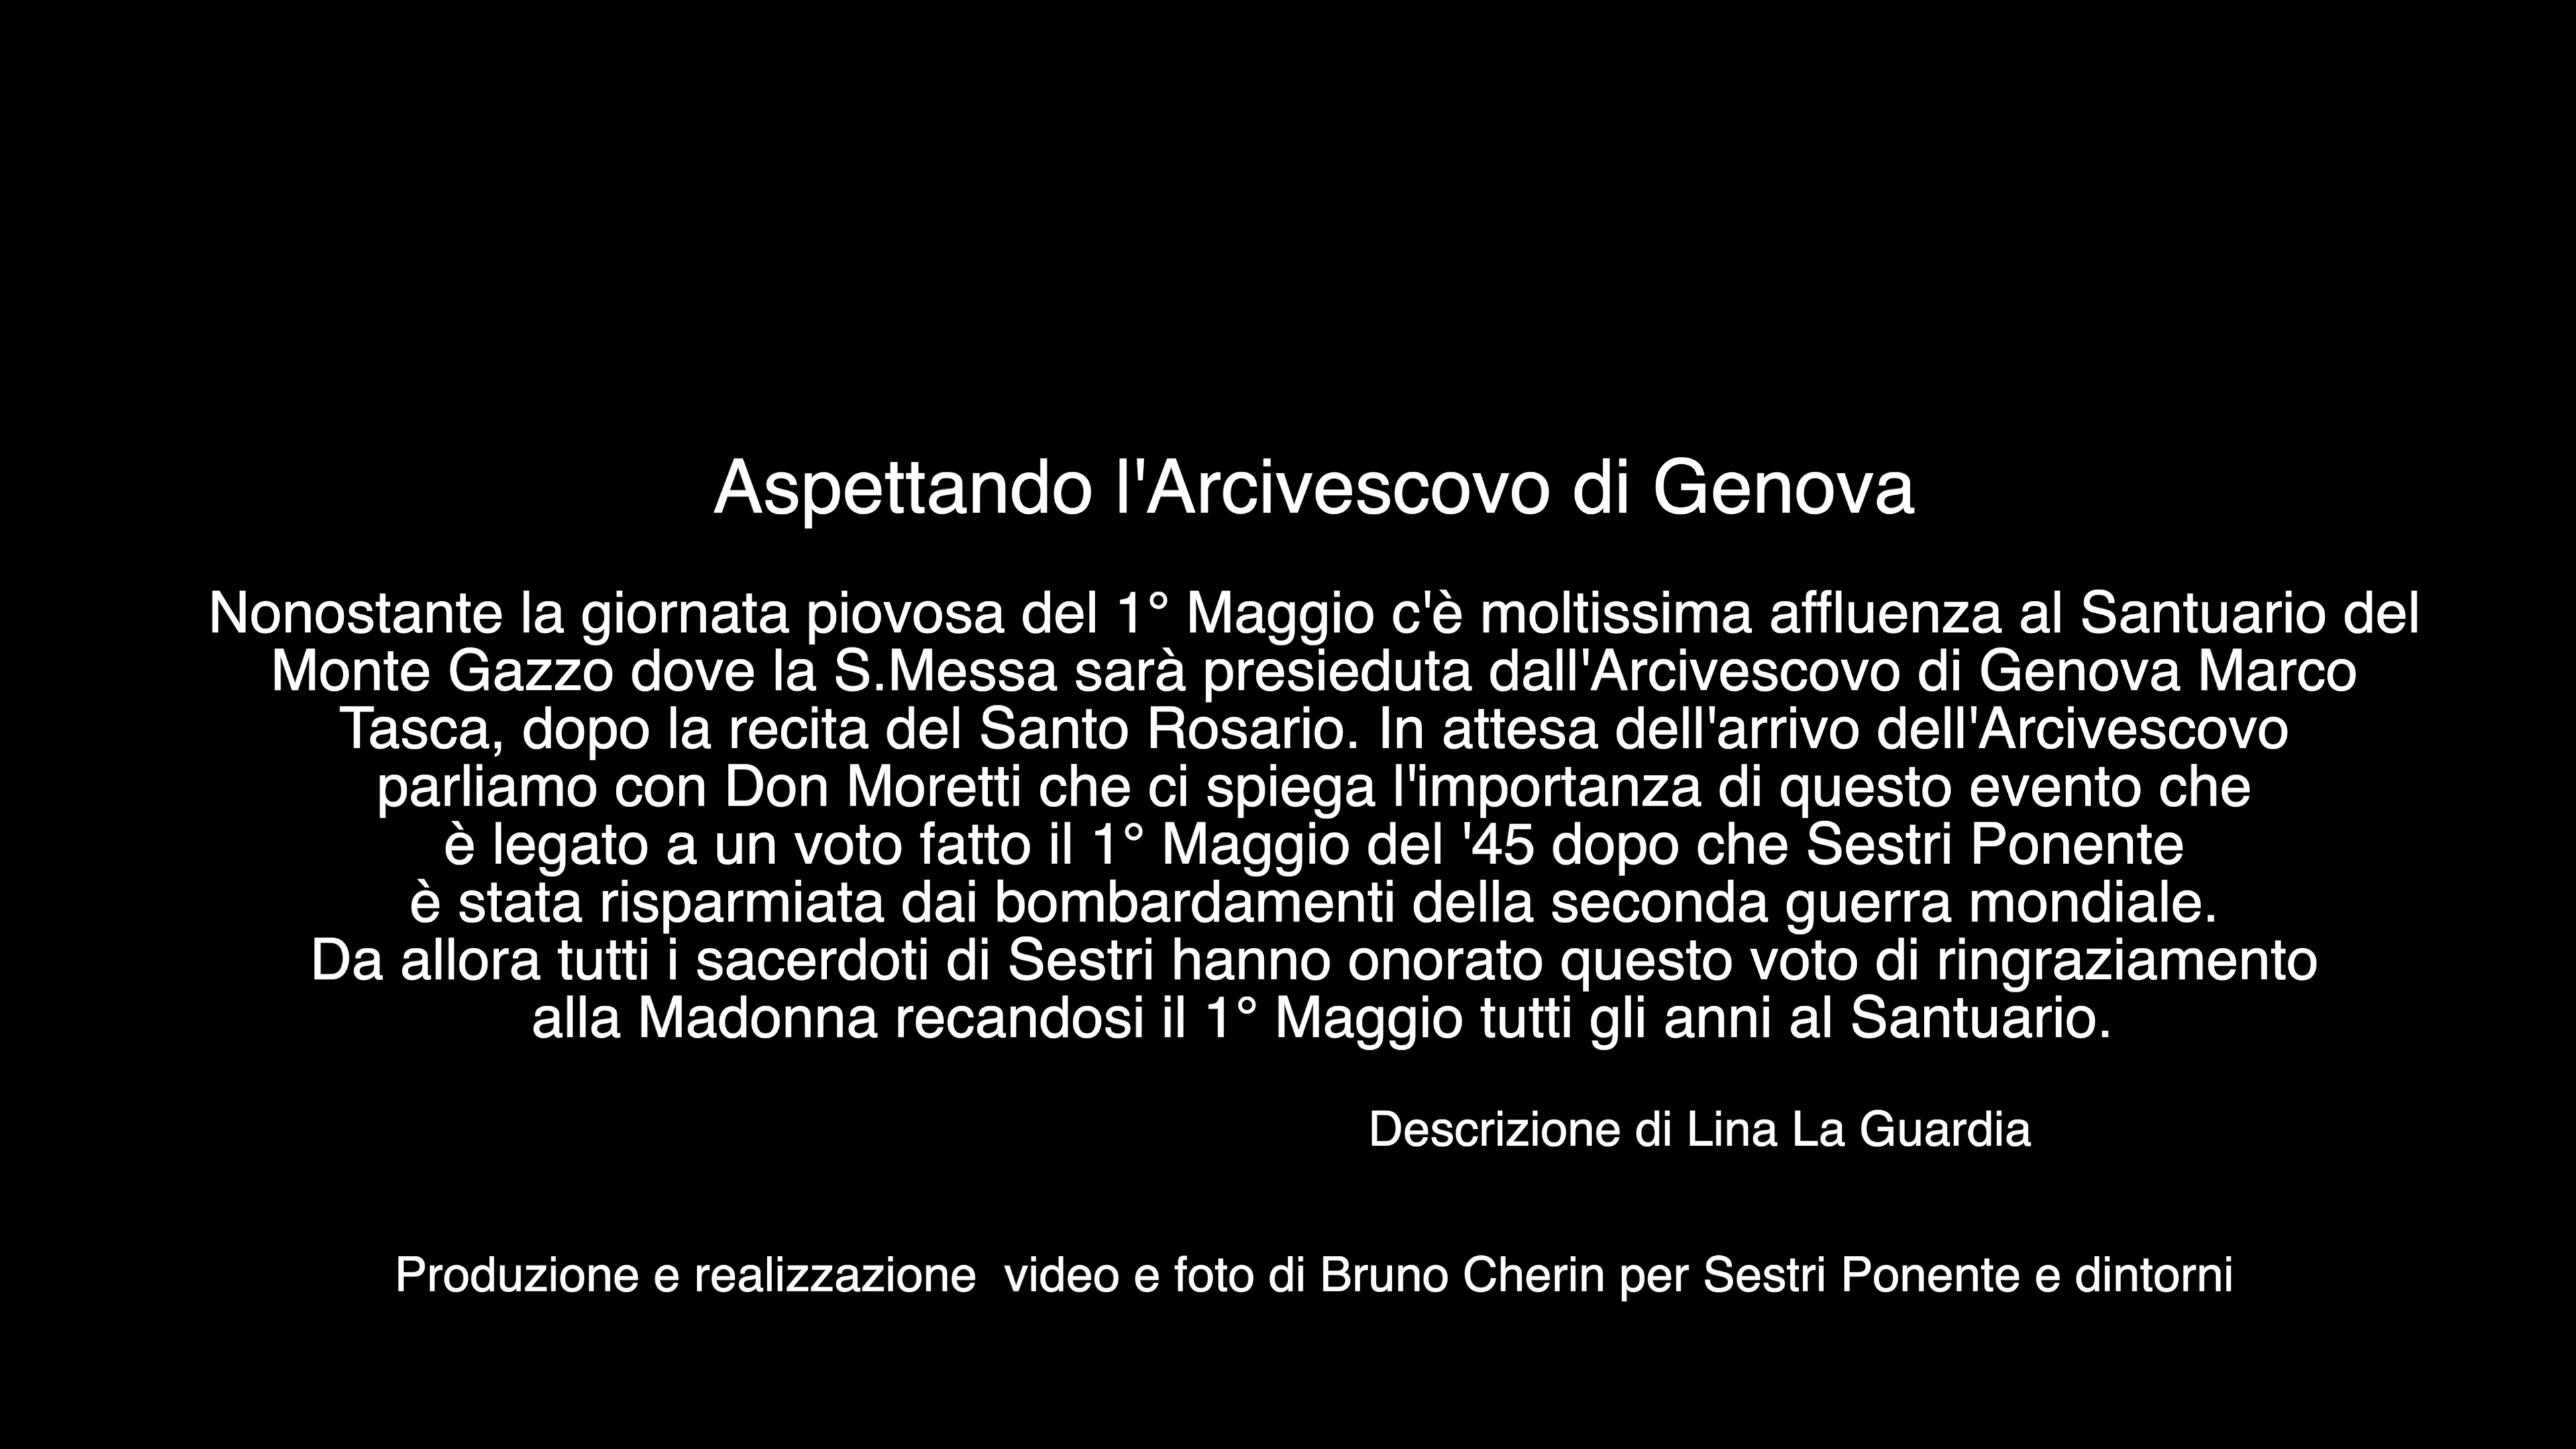 Aspettando l'Arcivescovo di Genova
Nonostante la giornata piovosa del 1° Maggio c'è moltissima affluenza al Santuario del
Monte Gazzo dove la S.Messa sarà presieduta dall'Arcivescovo di Genova Marco
Tasca, dopo la recita del Santo Rosario. In attesa dell'arrivo dell'Arcivescovo
parliamo con Don Moretti che ci spiega l'importanza di questo evento che
è legato a un voto fatto il 1° Maggio del '45 dopo che Sestri Ponente
è stata risparmiata dai bombardamenti della seconda guerra mondiale.
Da allora tutti i sacerdoti di Sestri hanno onorato questo voto di ringraziamento
alla Madonna recandosi il 1° Maggio tutti gli anni al Santuario.
Descrizione di Lina La Guardia
Produzione e realizzazione  video e foto di Bruno Cherin per Sestri Ponente e dintorni